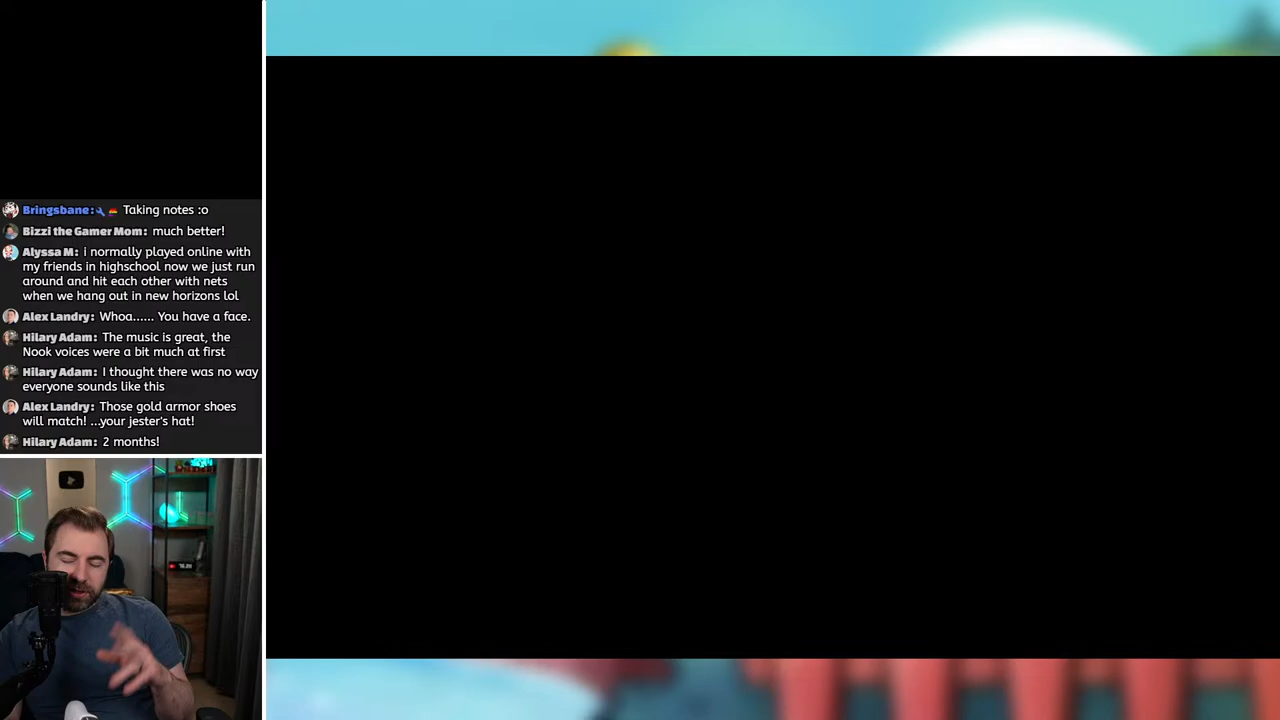 Bringsbane: Taking notes :o
Bizzi the Gamer Mom: much better!
Alyssa M: i normally played online with
my friends in highschool now we just run
around and hit each other with nets
when we hang out in new horizons lol
Alex Landry: Whoa...... You have a face.
Hilary Adam: The music is great, the
Nook voices were a bit much at first
Hilary Adam: I thought there was no way
everyone sounds like this
Alex Landry: Those gold armor shoes
will match! ...your jester's hat!
Hilary Adam: 2 months!